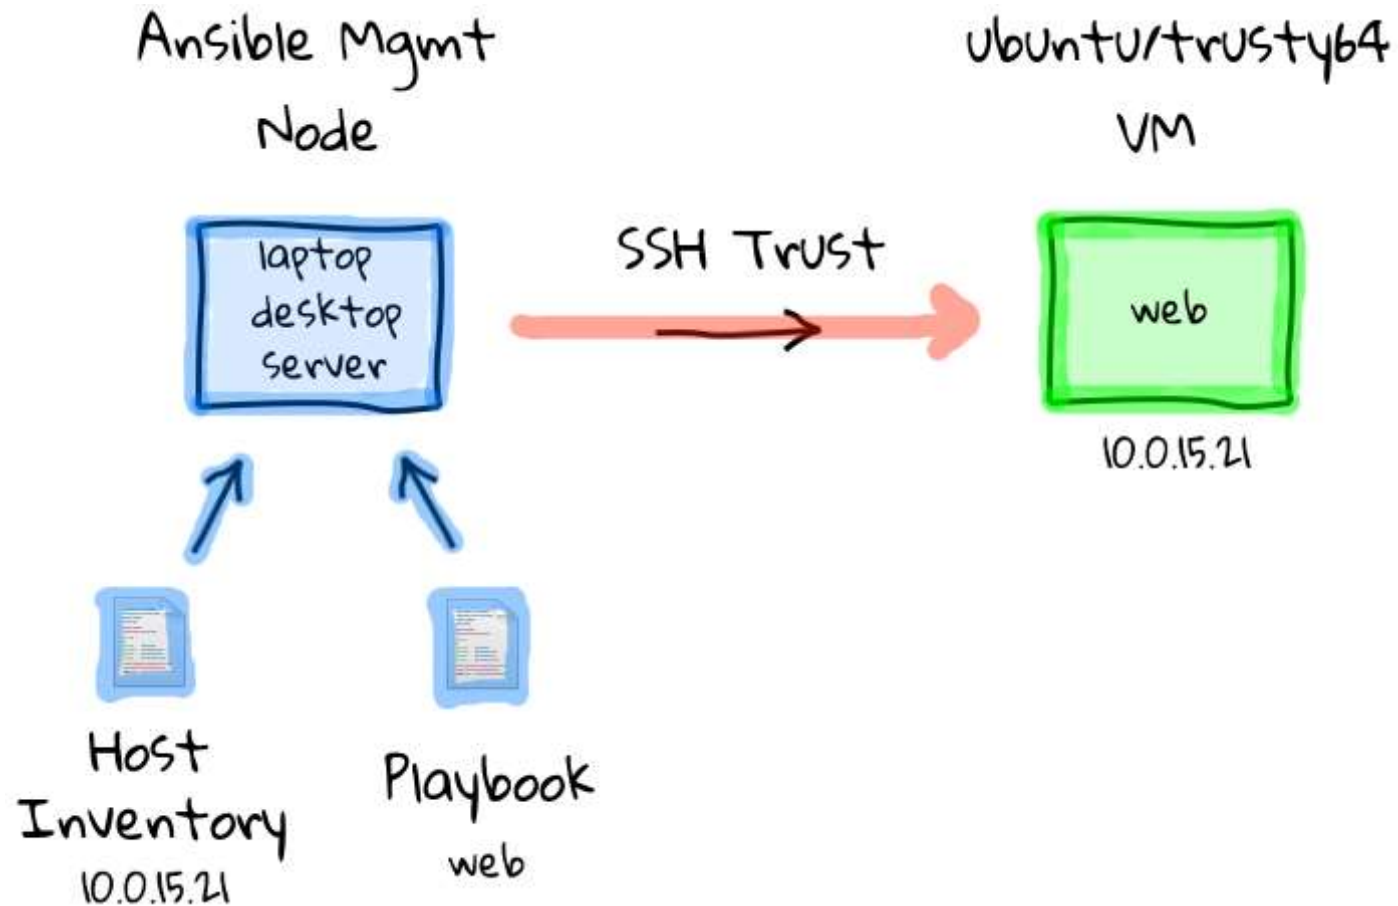 Ansible Mgmt
Node
ubuntu/trusty64
VM
laptop
desktop
server
SSH Trust
web
10.0.15.21
Host
Inventory
10.0.15.21
Playbook
web